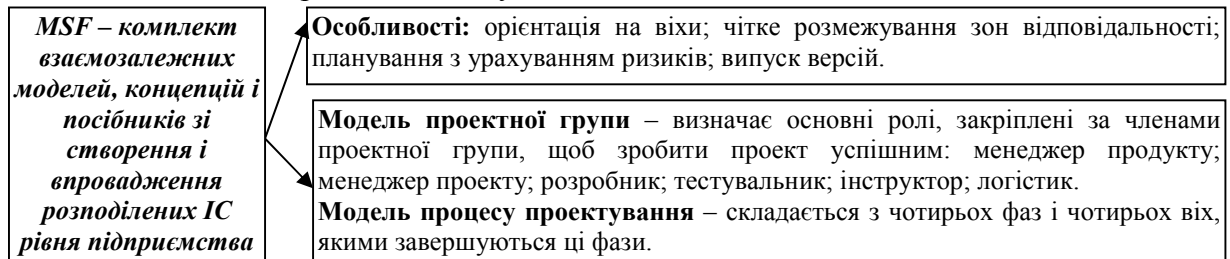 MSF – комплект
взаємозалежних
моделей, концепцій і
посібників зі
створення і
впровадження
розподілених ІС
рівня підприємства
Особливості: орієнтація на віхи; чітке розмежування зон відповідальності;
планування з урахуванням ризиків; випуск версій.
Модель проектної групи – визначає основні ролі, закріплені за членами
проектної групи, щоб зробити проект успішним: менеджер продукту;
менеджер проекту; розробник; тестувальник; інструктор; логістик.
Модель процесу проектування – складається з чотирьох фаз і чотирьох віх,
якими завершуються ці фази.